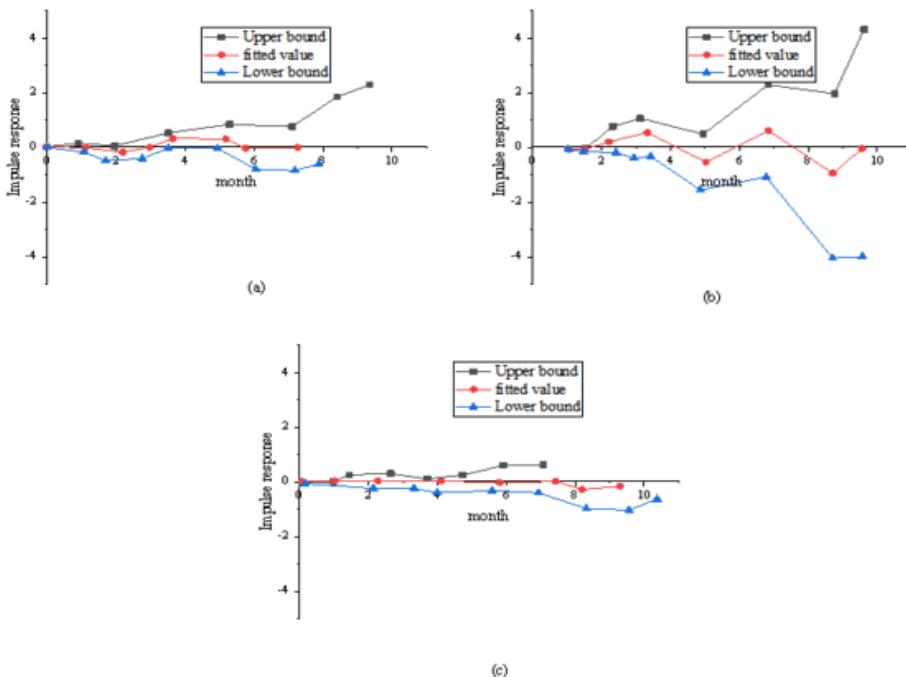 4
2
0
-2
-4
Impulse response
Upper bound
fitted value
Lower bound
0 2 4 6 8 10
month
(a)
4
2
0
-2
-4
Impulse response
Upper bound
fitted value
Lower bound
2 4 6 8 10
month
(b)
4
2
0
-2
-4
Impulse response
Upper bound
fitted value
Lower bound
0 2 4 6 8 10
month
(c)